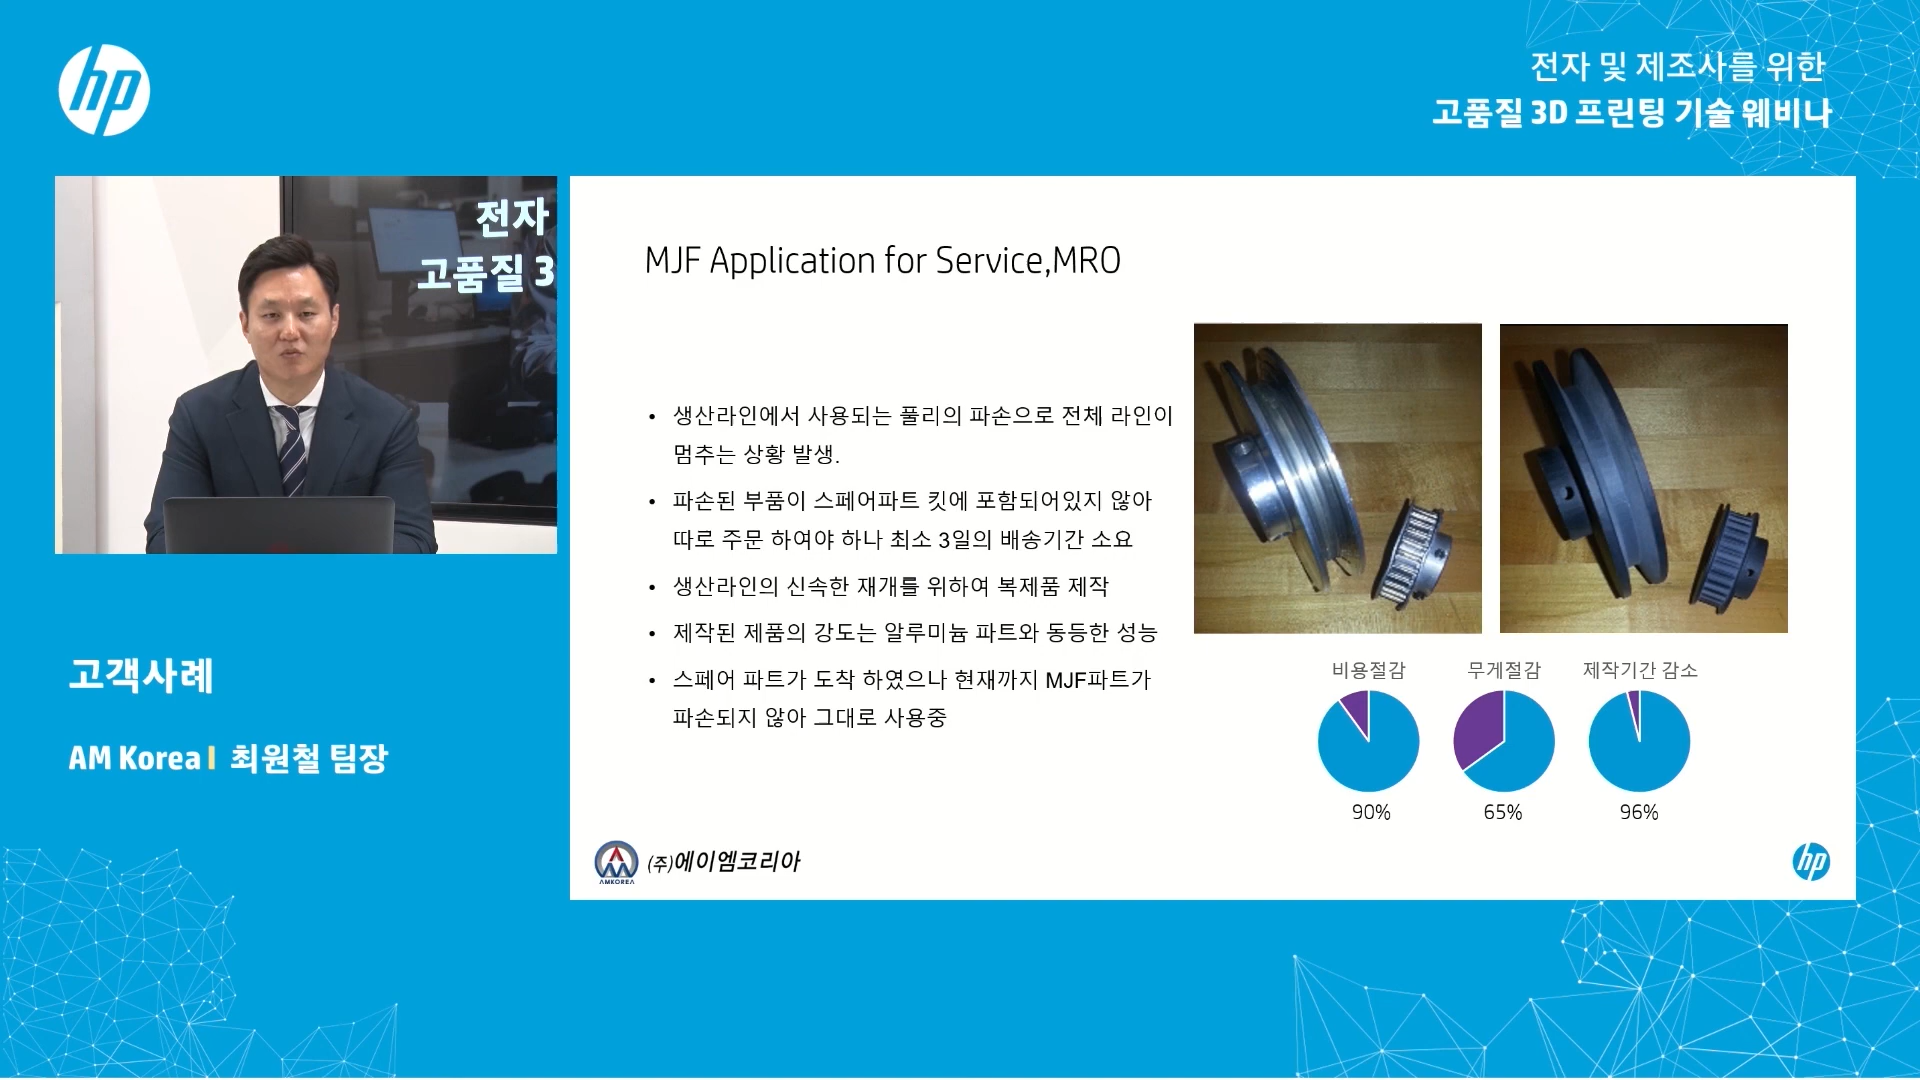 hp
전자 및 제조사를 위한
고품질 3D 프린팅 기술 웨비나
전자
고품질 3
고객사례
AM Korea I 최원철 팀장
MJF Application for Service,MRO
• 생산라인에서 사용되는 풀리의 파손으로 전체 라인이
멈추는 상황 발생.
• 파손된 부품이 스페어파트 킷에 포함되어있지 않아
따로 주문 하여야 하나 최소 3일의 배송기간 소요
• 생산라인의 신속한 재개를 위하여 복제품 제작
• 제작된 제품의 강도는 알루미늄 파트와 동등한 성능
• 스페어 파트가 도착 하였으나 현재까지 MJF파트가
파손되지 않아 그대로 사용중
비용절감 무게절감 제작기간 감소
90% 65% 96%
AMKOREA
(주)에이엠코리아
hp